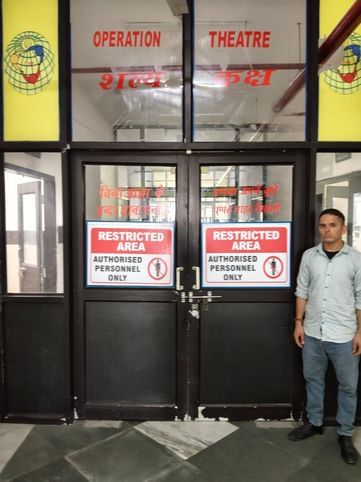 OPERATION THEATRE
शल्य कक्ष
RESTRICTED AREA
AUTHORISED PERSONNEL ONLY
RESTRICTED AREA
AUTHORISED PERSONNEL ONLY